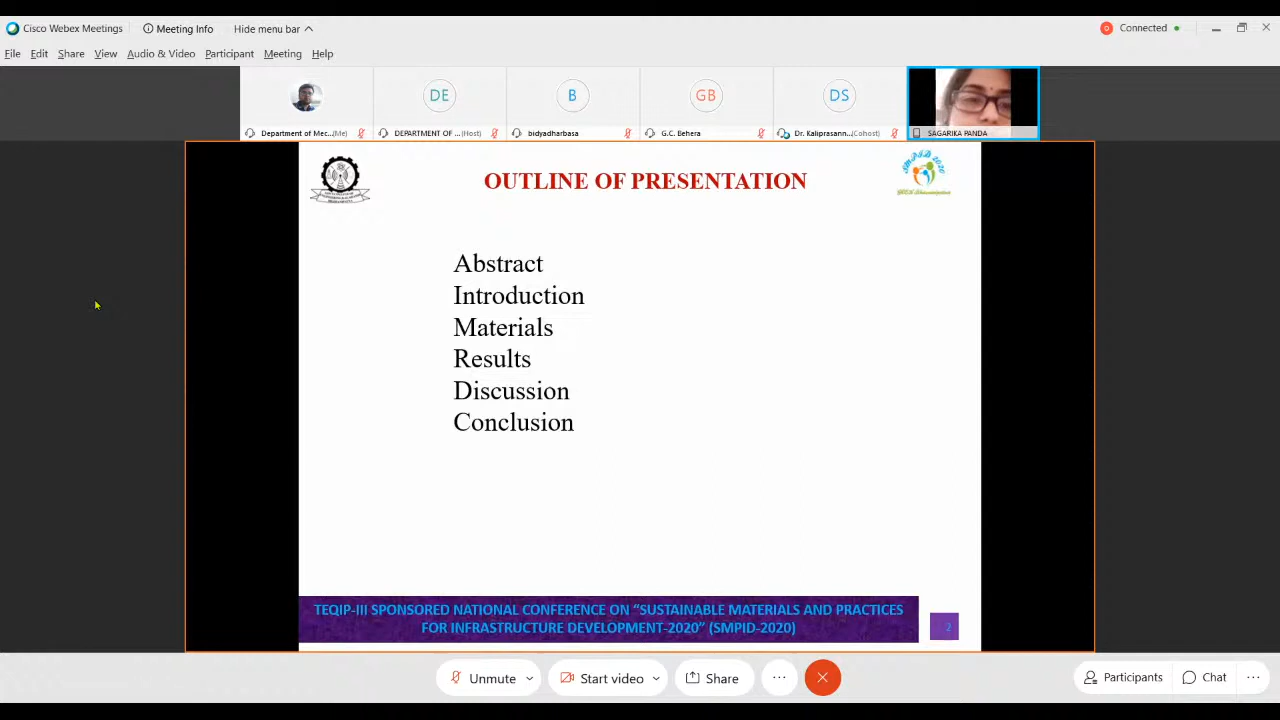 Cisco Webex Meetings
Meeting Info
Hide menu bar
Connected
File Edit Share View Audio & Video Participant Meeting Help
DE
B
GB
DS
Department of Mec... (Me)
DEPARTMENT OF ... (Host)
bidyadharbasa
G.C. Behera
Dr. Kaliprasann... (Cohost)
SAGARIKA PANDA
SMPID 2020
OUTLINE OF PRESENTATION
Abstract
Introduction
Materials
Results
Discussion
Conclusion
TEQIP-III SPONSORED NATIONAL CONFERENCE ON “SUSTAINABLE MATERIALS AND PRACTICES
FOR INFRASTRUCTURE DEVELOPMENT-2020” (SMPID-2020)
2
Unmute
Start video
Share
Participants
Chat